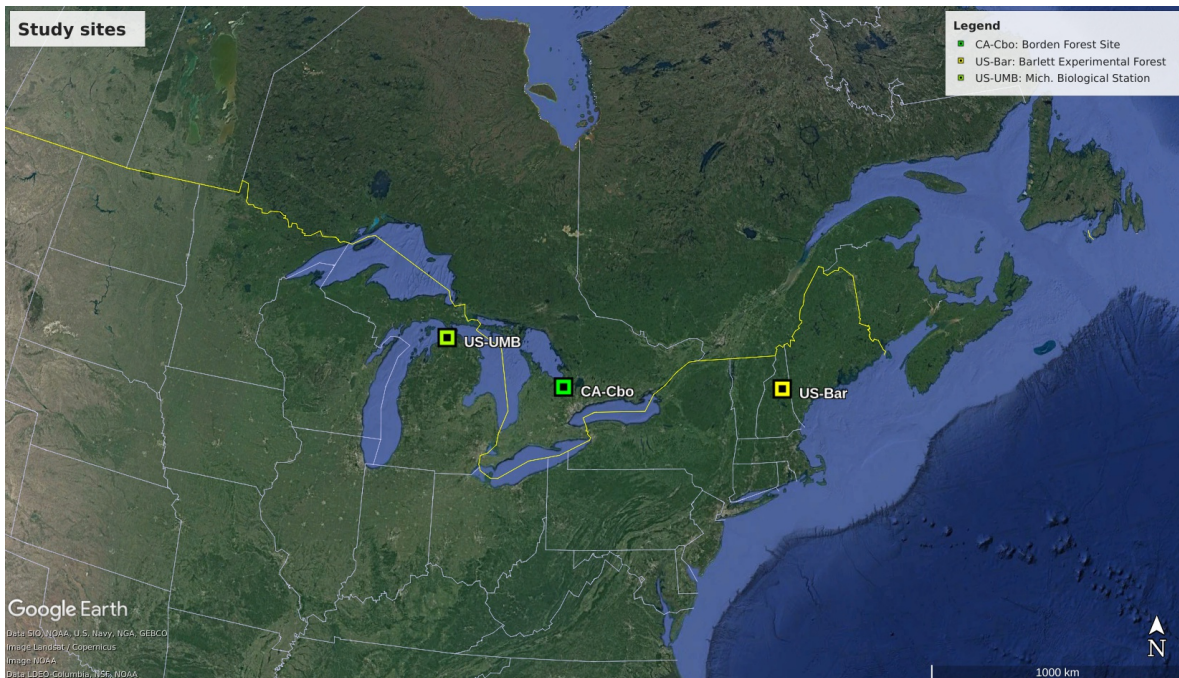 Study sites
Legend
CA-Cbo: Borden Forest Site
US-Bar: Barlett Experimental Forest
US-UMB: Mich. Biological Station
US-UMB
CA-Cbo
US-Bar
Google Earth
Data SIO, NOAA, U.S. Navy, NGA, GEBCO
Image Landsat / Copernicus
Image NOAA
Data LDEO-Columbia, NSF, NOAA
N
1000 km